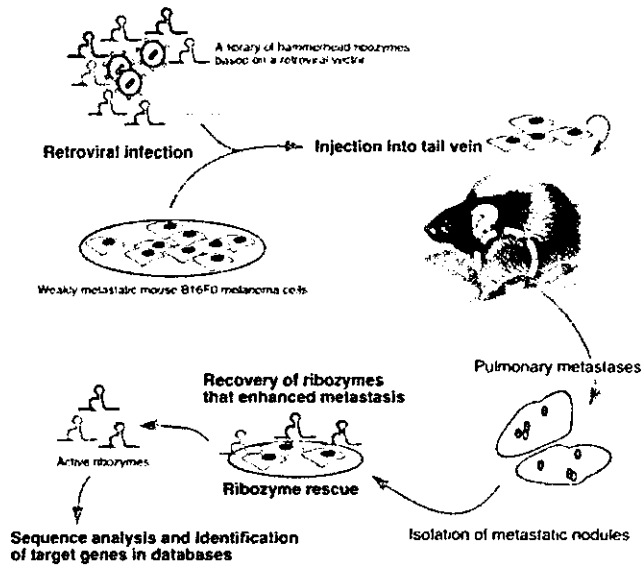 A library of hammerhead ribozymes
based on a retroviral vector
Retroviral infection
Injection into tail vein
Weakly metastatic mouse B16F0 melanoma cells
Pulmonary metastases
Recovery of ribozymes
that enhanced metastasis
Active ribozymes
Ribozyme rescue
Isolation of metastatic nodules
Sequence analysis and identification
of target genes in databases